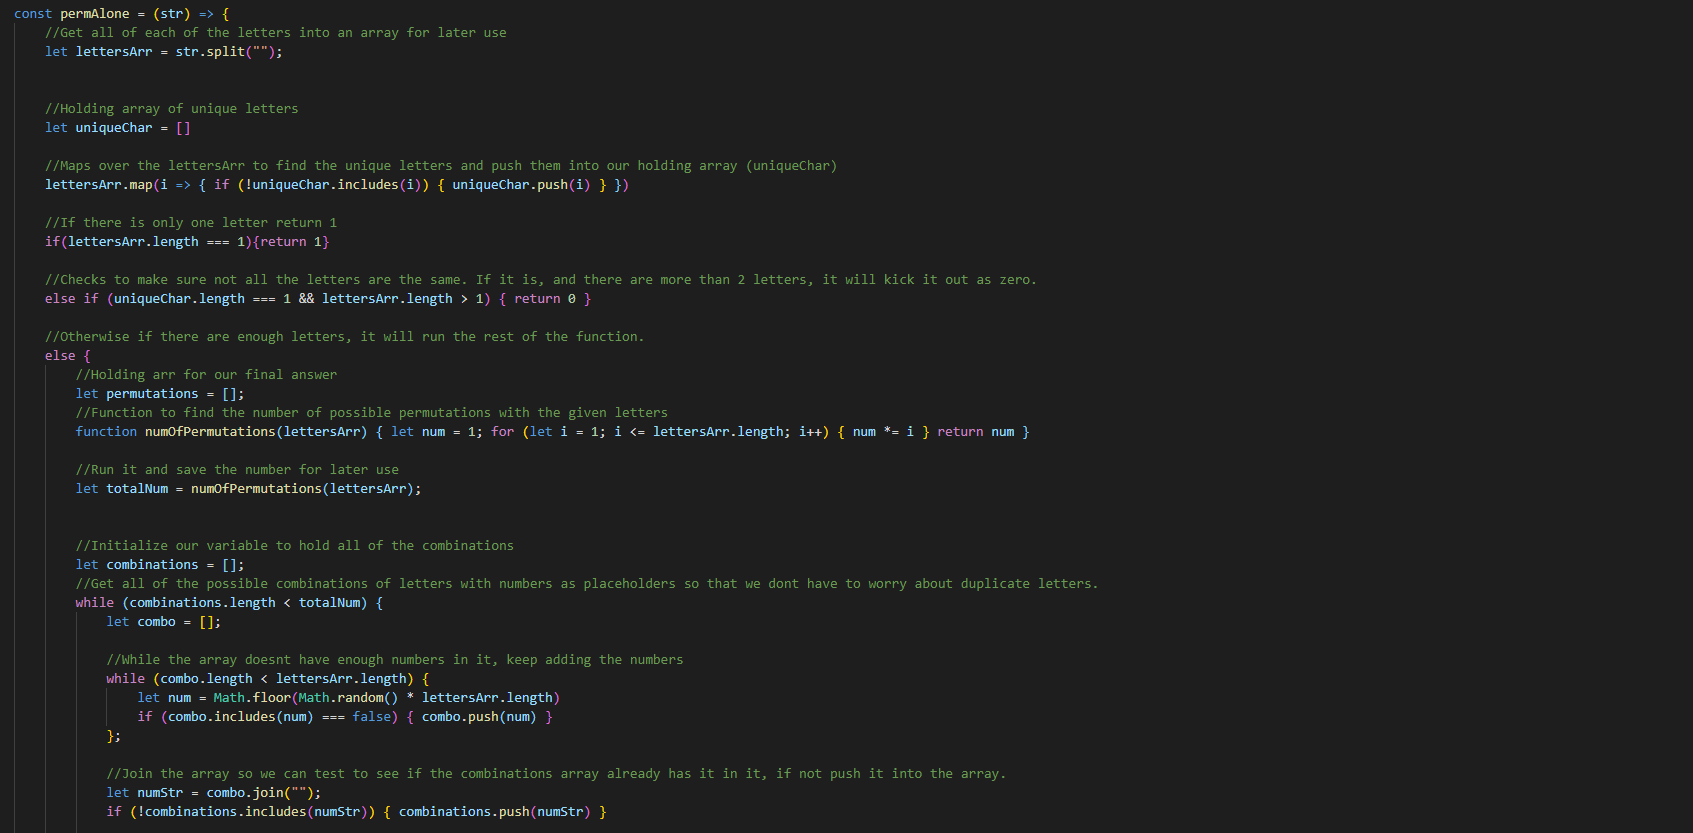 const permAlone = (str) => {
//Get all of each of the letters into an array for later use
let lettersArr = str.split("");
//Holding array of unique letters
let uniqueChar = []
//Maps over the lettersArr to find the unique letters and push them into our holding array (uniqueChar)
lettersArr.map(i => { if (!uniqueChar.includes(i)) { uniqueChar.push(i) } })
//If there is only one letter return 1
if(lettersArr.length === 1){return 1}
//Checks to make sure not all the letters are the same. If it is, and there are more than 2 letters, it will kick it out as zero.
else if (uniqueChar.length === 1 && lettersArr.length > 1) { return 0 }
//Otherwise if there are enough letters, it will run the rest of the function.
else {
//Holding arr for our final answer
let permutations = [];
//Function to find the number of possible permutations with the given letters
function numOfPermutations(lettersArr) { let num = 1; for (let i = 1; i <= lettersArr.length; i++) { num *= i } return num }
//Run it and save the number for later use
let totalNum = numOfPermutations(lettersArr);
//Initialize our variable to hold all of the combinations
let combinations = [];
//Get all of the possible combinations of letters with numbers as placeholders so that we dont have to worry about duplicate letters.
while (combinations.length < totalNum) {
let combo = [];
//While the array doesnt have enough numbers in it, keep adding the numbers
while (combo.length < lettersArr.length) {
let num = Math.floor(Math.random() * lettersArr.length)
if (combo.includes(num) === false) { combo.push(num) }
};
//Join the array so we can test to see if the combinations array already has it in it, if not push it into the array.
let numStr = combo.join("");
if (!combinations.includes(numStr)) { combinations.push(numStr) }